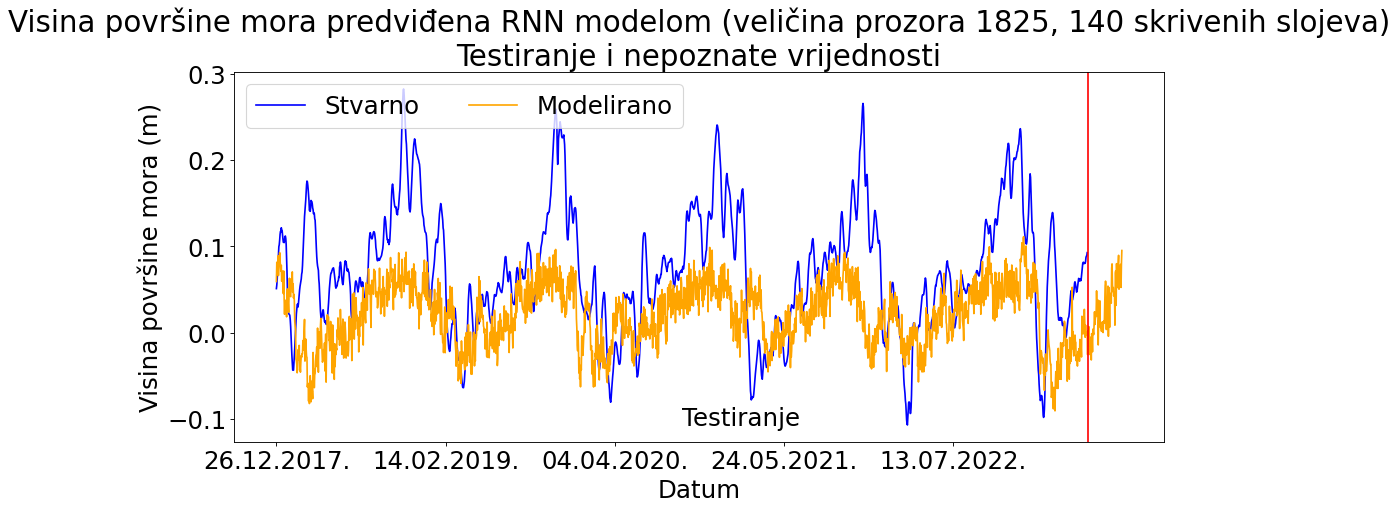 Visina površine mora predviđena RNN modelom (veličina prozora 1825, 140 skrivenih slojeva)
Testiranje i nepoznate vrijednosti
Stvarno Modelirano
Visina površine mora (m)
0.3
0.2
0.1
0.0
−0.1
Testiranje
26.12.2017. 14.02.2019. 04.04.2020. 24.05.2021. 13.07.2022.
Datum